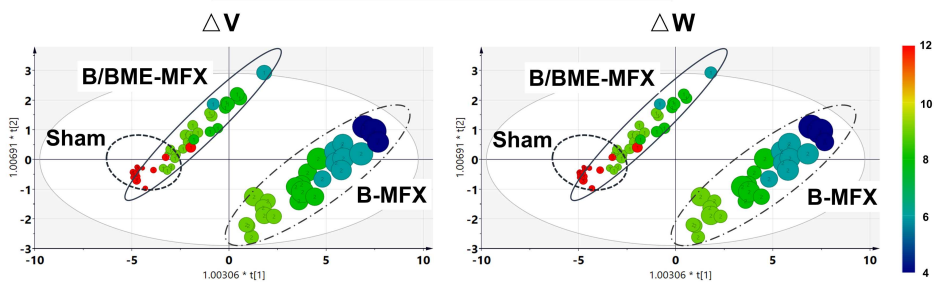 △V
B/BME-MFX
Sham
B-MFX
1.00691 * t[2]
3
2
1
0
-1
-2
-3
-10
-5
0
5
10
1.00306 * t[1]
△W
B/BME-MFX
Sham
B-MFX
1.00691 * t[2]
3
2
1
0
-1
-2
-3
-10
-5
0
5
10
1.00306 * t[1]
12
10
8
6
4